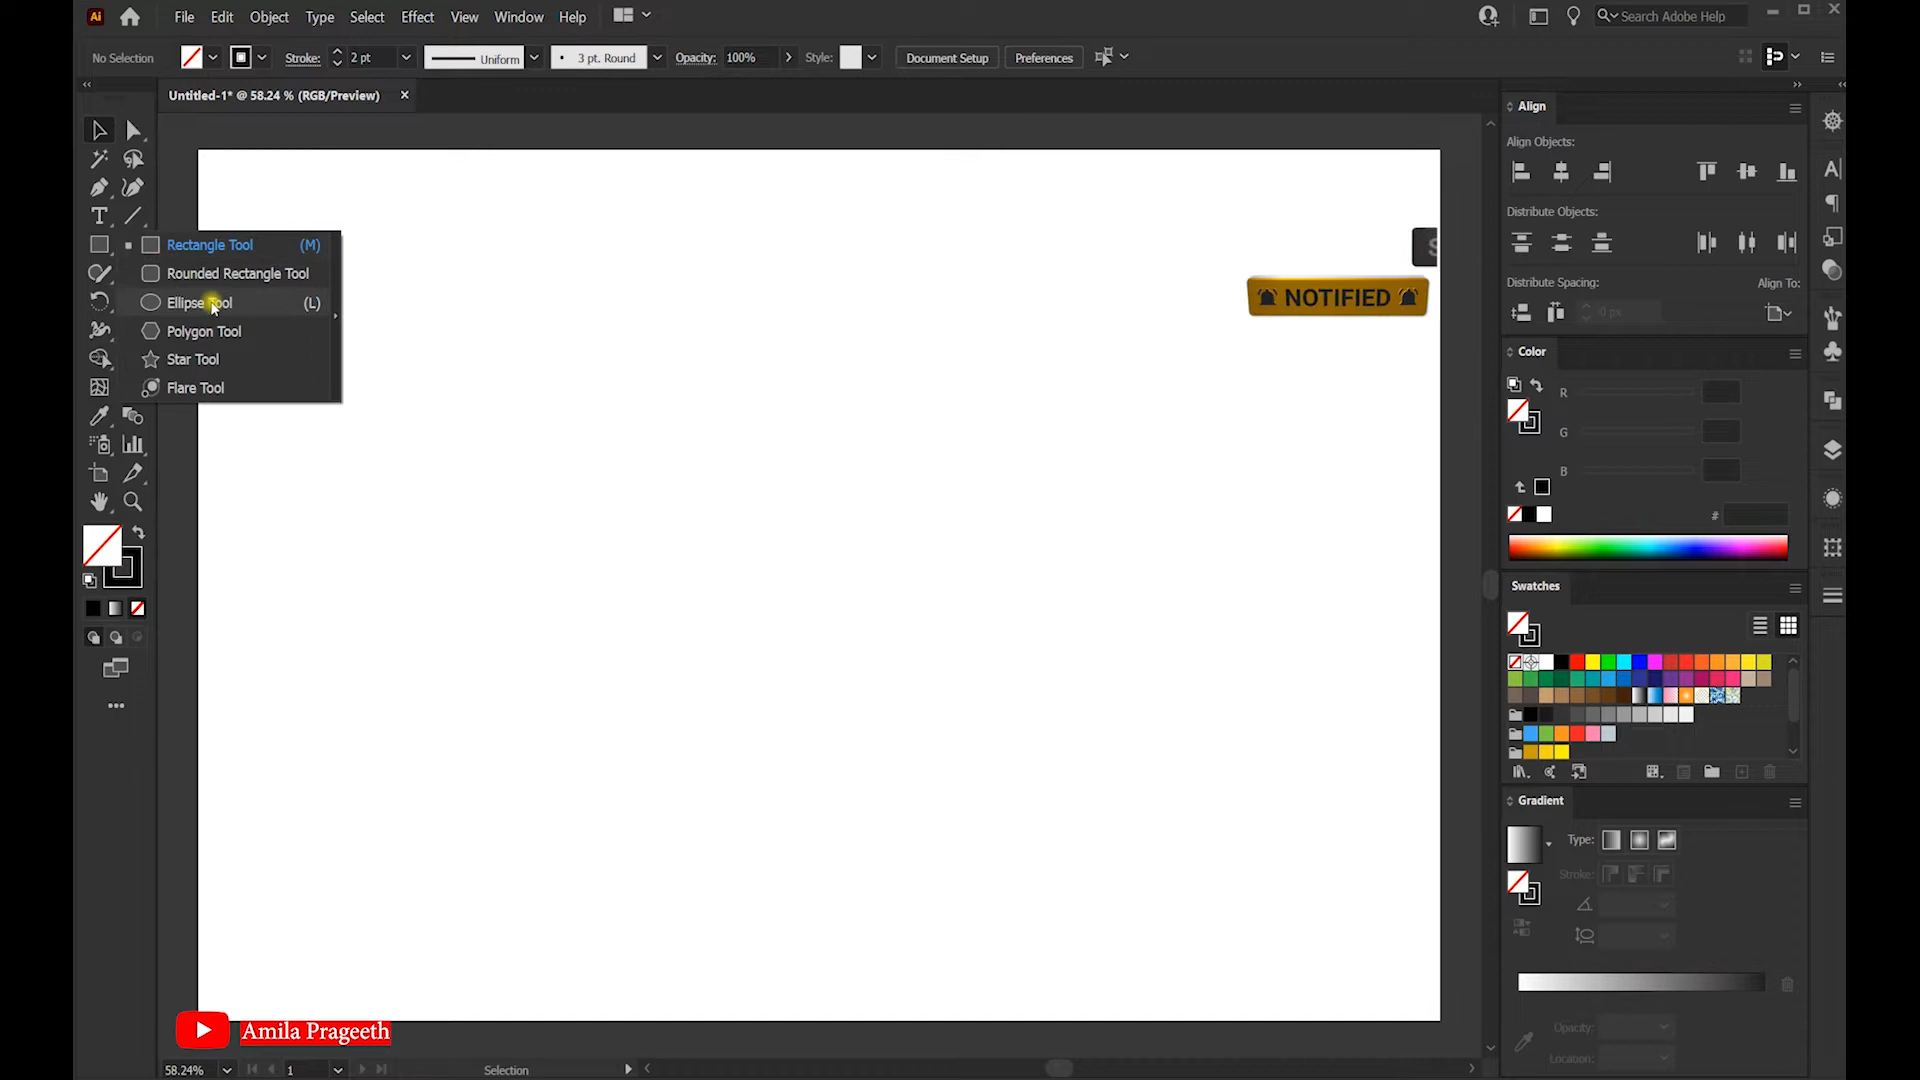 Ai File Edit Object Type Select Effect View Window Help Search Adobe Help
No Selection Stroke: 2 pt Uniform 3 pt. Round Opacity: 100% Style: Document Setup Preferences
Untitled-1* @ 58.24 % (RGB/Preview)
Rectangle Tool (M)
Rounded Rectangle Tool
Ellipse Tool (L)
Polygon Tool
Star Tool
Flare Tool
NOTIFIED
Align
Align Objects:
Distribute Objects:
Distribute Spacing: Align To:
0 px
Color
R
G
B
#
Swatches
Gradient
Type:
Stroke:
Opacity:
Location:
Amila Prageeth
58.24% 1 Selection